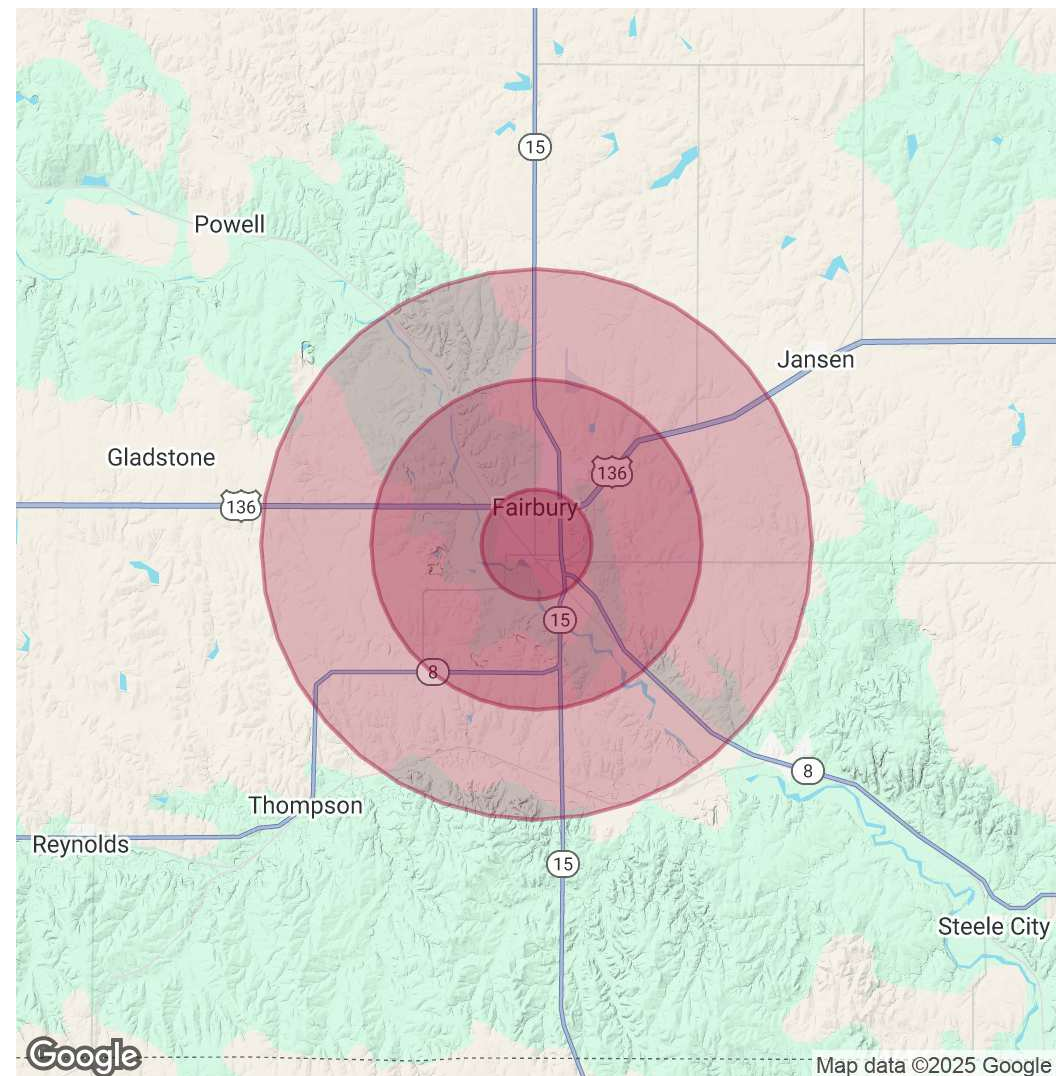 15
Powell
Jansen
Gladstone
136
136
Fairbury
15
8
8
Thompson
Reynolds
15
Steele City
Google
Map data ©2025 Google